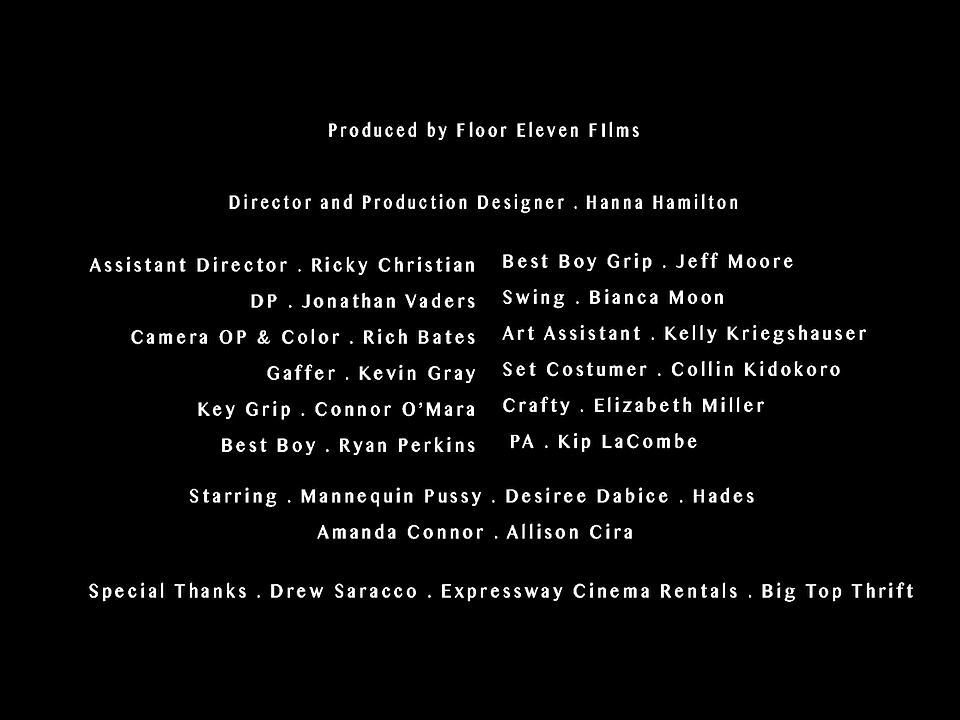 Produced by Floor Eleven FIlms
Director and Production Designer . Hanna Hamilton
Assistant Director . Ricky Christian
DP . Jonathan Vaders
Camera OP & Color . Rich Bates
Gaffer . Kevin Gray
Key Grip . Connor O’Mara
Best Boy . Ryan Perkins
Best Boy Grip . Jeff Moore
Swing . Bianca Moon
Art Assistant . Kelly Kriegshauser
Set Costumer . Collin Kidokoro
Crafty . Elizabeth Miller
PA . Kip LaCombe
Starring . Mannequin Pussy . Desiree Dabice . Hades
Amanda Connor . Allison Cira
Special Thanks . Drew Saracco . Expressway Cinema Rentals . Big Top Thrift